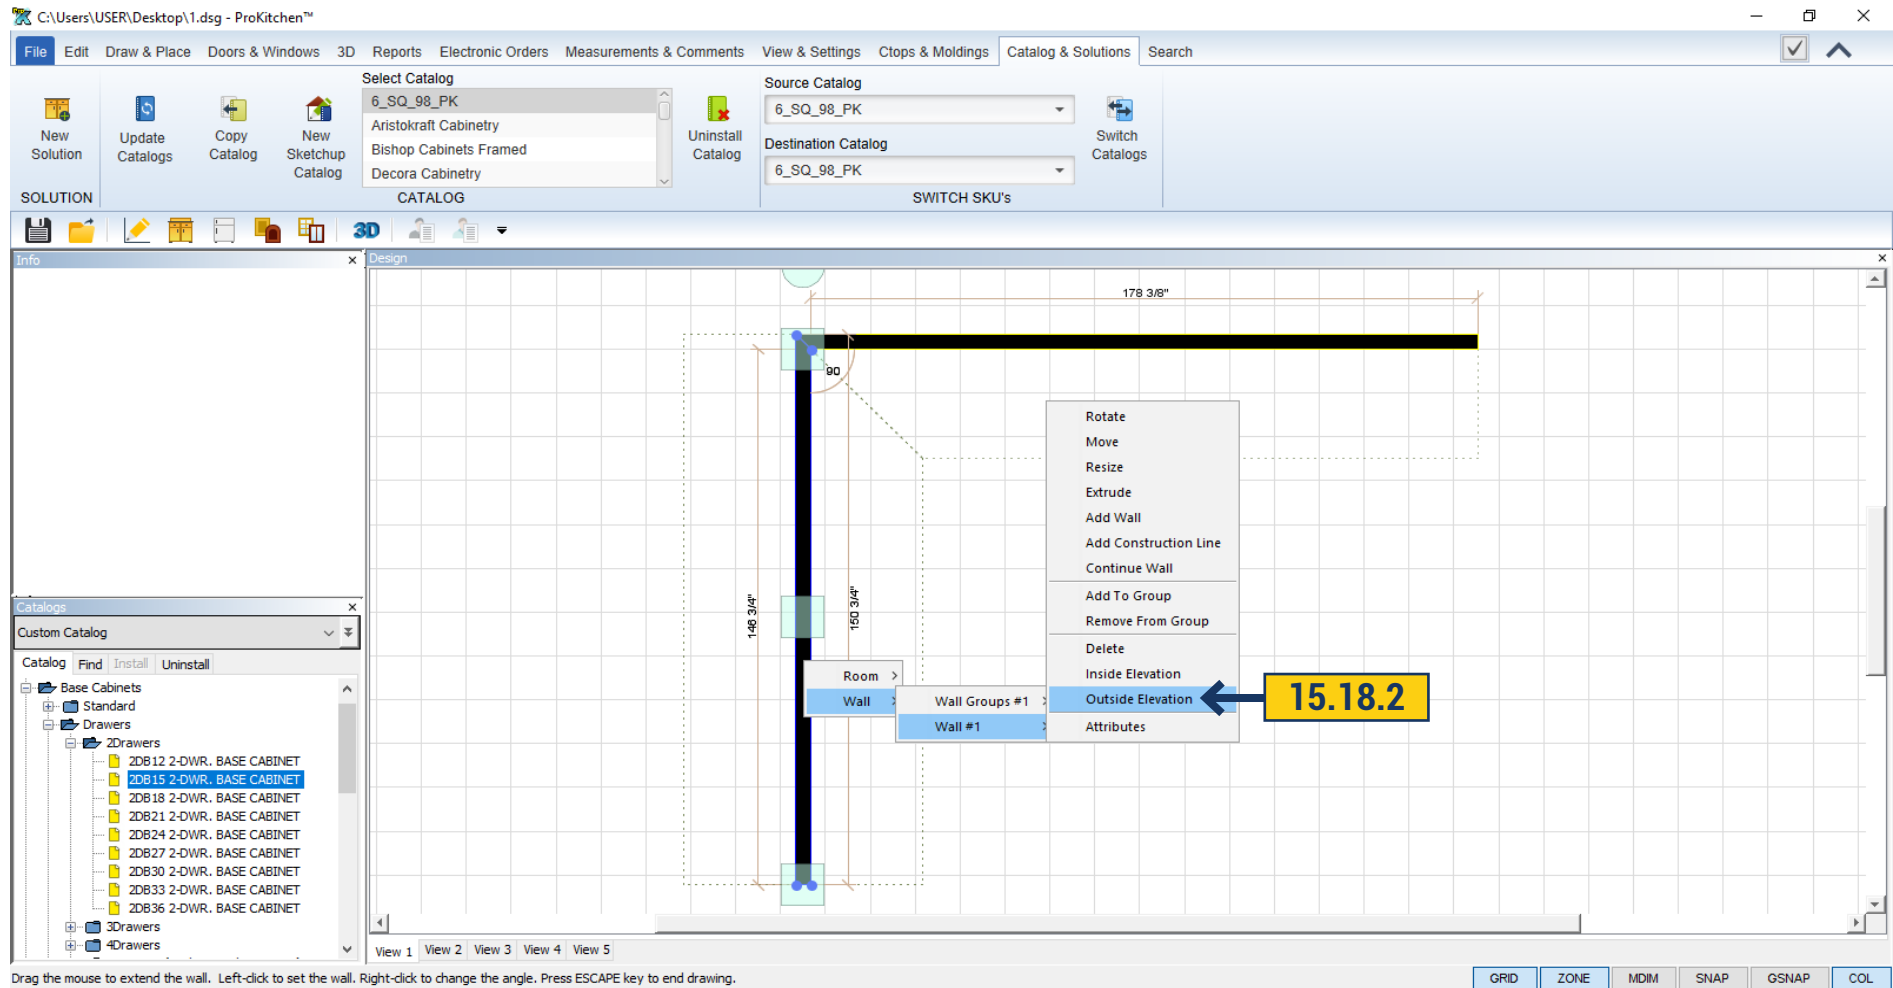 C:\Users\USER\Desktop\1.dsg - ProKitchen™
File Edit Draw & Place Doors & Windows 3D Reports Electronic Orders Measurements & Comments View & Settings Ctops & Moldings Catalog & Solutions Search
Select Catalog
6_SQ_98_PK
Aristokraft Cabinetry
Bishop Cabinets Framed
Decora Cabinetry
New Solution
Update Catalogs
Copy Catalog
New Sketchup Catalog
Uninstall Catalog
Source Catalog
6_SQ_98_PK
Destination Catalog
6_SQ_98_PK
Switch Catalogs
SOLUTION
CATALOG
SWITCH SKU's
3D
Info
Design
178 3/8"
90
146 3/4"
150 3/4"
Rotate
Move
Resize
Extrude
Add Wall
Add Construction Line
Continue Wall
Add To Group
Remove From Group
Delete
Inside Elevation
Outside Elevation
Attributes
Room
Wall
Wall Groups #1
Wall #1
15.18.2
Catalogs
Custom Catalog
Catalog Find Install Uninstall
Base Cabinets
Standard
Drawers
2Drawers
2DB12 2-DWR. BASE CABINET
2DB15 2-DWR. BASE CABINET
2DB18 2-DWR. BASE CABINET
2DB21 2-DWR. BASE CABINET
2DB24 2-DWR. BASE CABINET
2DB27 2-DWR. BASE CABINET
2DB30 2-DWR. BASE CABINET
2DB33 2-DWR. BASE CABINET
2DB36 2-DWR. BASE CABINET
3Drawers
4Drawers
View 1 View 2 View 3 View 4 View 5
Drag the mouse to extend the wall. Left-click to set the wall. Right-click to change the angle. Press ESCAPE key to end drawing.
GRID ZONE MDIM SNAP GSNAP COL